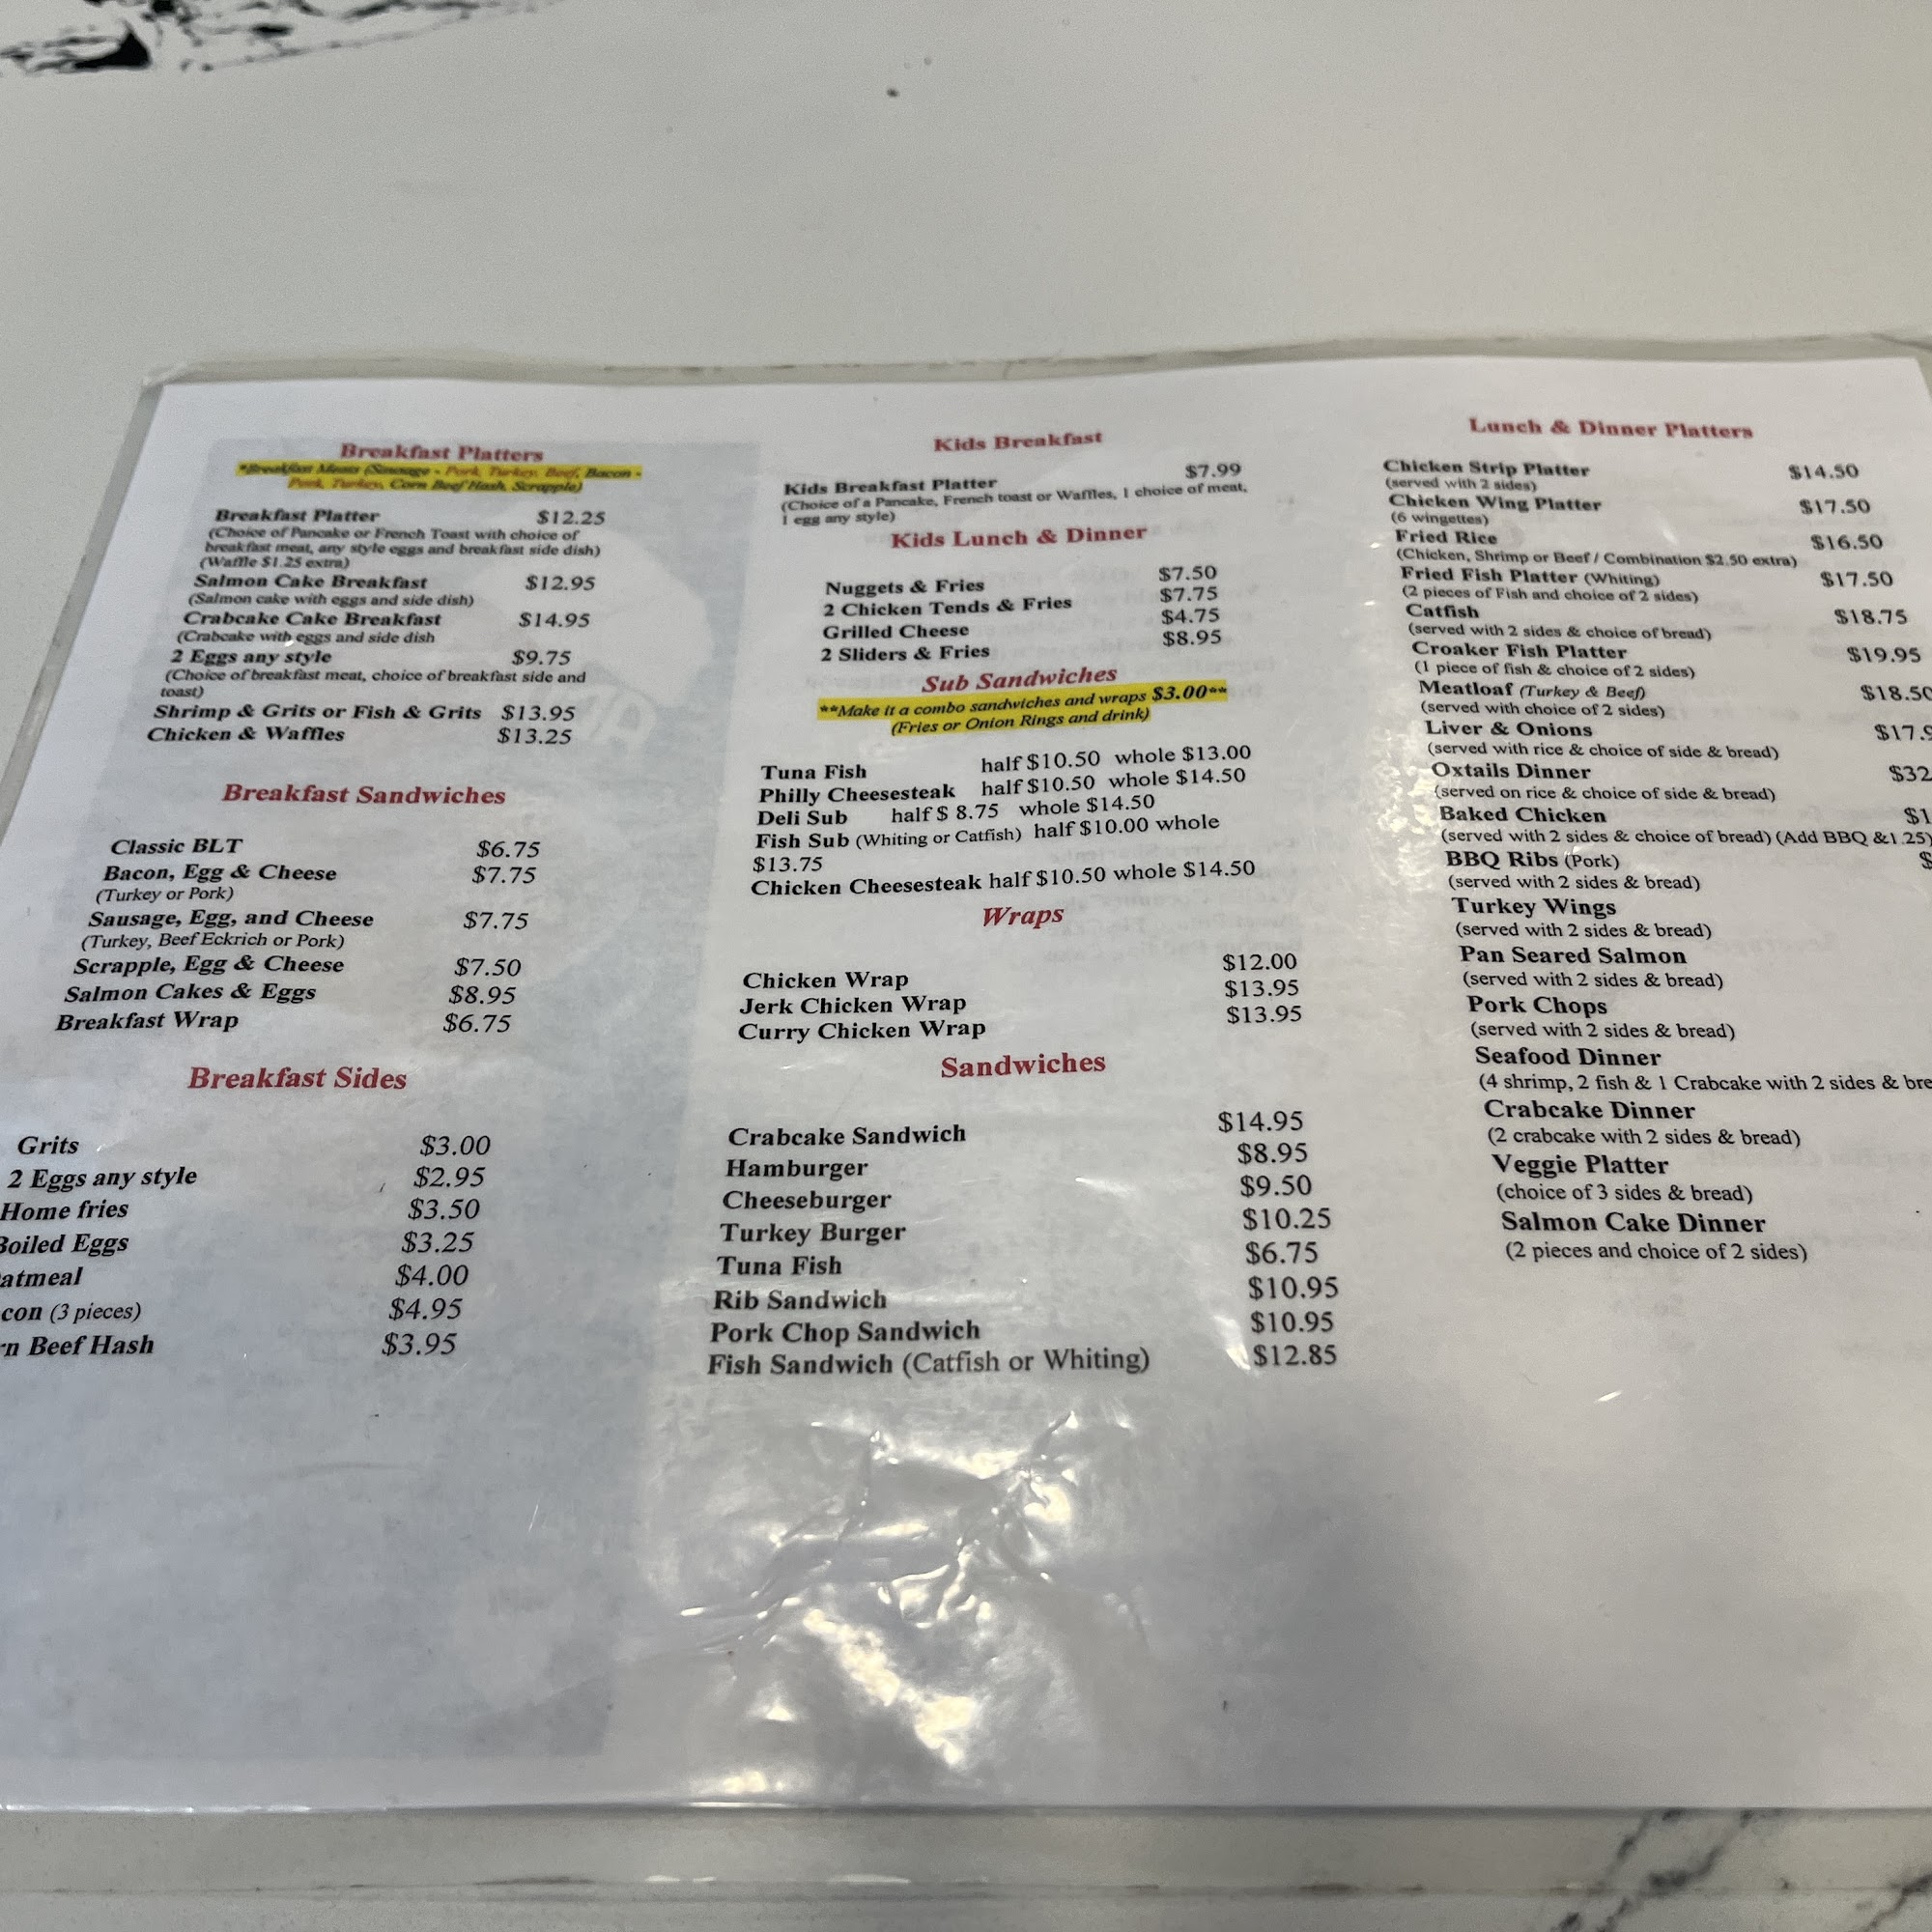 Breakfast Platters
*Breakfast Meats (Sausage - Pork, Turkey, Beef, Bacon -
Pork, Turkey, Corn Beef Hash, Scrapple)
Breakfast Platter $12.25
(Choice of Pancake or French Toast with choice of
breakfast meat, any style eggs and breakfast side dish)
(Waffle $1.25 extra)
Salmon Cake Breakfast $12.95
(Salmon cake with eggs and side dish)
Crabcake Cake Breakfast $14.95
(Crabcake with eggs and side dish
2 Eggs any style $9.75
(Choice of breakfast meat, choice of breakfast side and
toast)
Shrimp & Grits or Fish & Grits $13.95
Chicken & Waffles $13.25
Breakfast Sandwiches
Classic BLT $6.75
Bacon, Egg & Cheese $7.75
(Turkey or Pork)
Sausage, Egg, and Cheese $7.75
(Turkey, Beef Eckrich or Pork)
Scrapple, Egg & Cheese $7.50
Salmon Cakes & Eggs $8.95
Breakfast Wrap $6.75
Breakfast Sides
Grits $3.00
2 Eggs any style $2.95
Home fries $3.50
Boiled Eggs $3.25
atmeal $4.00
con (3 pieces) $4.95
rn Beef Hash $3.95
Kids Breakfast
Kids Breakfast Platter $7.99
(Choice of a Pancake, French toast or Waffles, 1 choice of meat,
1 egg any style)
Kids Lunch & Dinner
Nuggets & Fries $7.50
2 Chicken Tends & Fries $7.75
Grilled Cheese $4.75
2 Sliders & Fries $8.95
Sub Sandwiches
**Make it a combo sandwiches and wraps $3.00**
(Fries or Onion Rings and drink)
Tuna Fish half $10.50 whole $13.00
Philly Cheesesteak half $10.50 whole $14.50
Deli Sub half $ 8.75 whole $14.50
Fish Sub (Whiting or Catfish) half $10.00 whole
$13.75
Chicken Cheesesteak half $10.50 whole $14.50
Wraps
Chicken Wrap $12.00
Jerk Chicken Wrap $13.95
Curry Chicken Wrap $13.95
Sandwiches
Crabcake Sandwich $14.95
Hamburger $8.95
Cheeseburger $9.50
Turkey Burger $10.25
Tuna Fish $6.75
Rib Sandwich $10.95
Pork Chop Sandwich $10.95
Fish Sandwich (Catfish or Whiting) $12.85
Lunch & Dinner Platters
Chicken Strip Platter $14.50
(served with 2 sides)
Chicken Wing Platter $17.50
(6 wingettes)
Fried Rice $16.50
(Chicken, Shrimp or Beef / Combination $2.50 extra)
Fried Fish Platter (Whiting) $17.50
(2 pieces of Fish and choice of 2 sides)
Catfish $18.75
(served with 2 sides & choice of bread)
Croaker Fish Platter $19.95
(1 piece of fish & choice of 2 sides)
Meatloaf (Turkey & Beef) $18.50
(served with choice of 2 sides)
Liver & Onions $17.9
(served with rice & choice of side & bread)
Oxtails Dinner $32
(served on rice & choice of side & bread)
Baked Chicken $1
(served with 2 sides & choice of bread) (Add BBQ &1.25)
BBQ Ribs (Pork) $
(served with 2 sides & bread)
Turkey Wings
(served with 2 sides & bread)
Pan Seared Salmon
(served with 2 sides & bread)
Pork Chops
(served with 2 sides & bread)
Seafood Dinner
(4 shrimp, 2 fish & 1 Crabcake with 2 sides & bre
Crabcake Dinner
(2 crabcake with 2 sides & bread)
Veggie Platter
(choice of 3 sides & bread)
Salmon Cake Dinner
(2 pieces and choice of 2 sides)